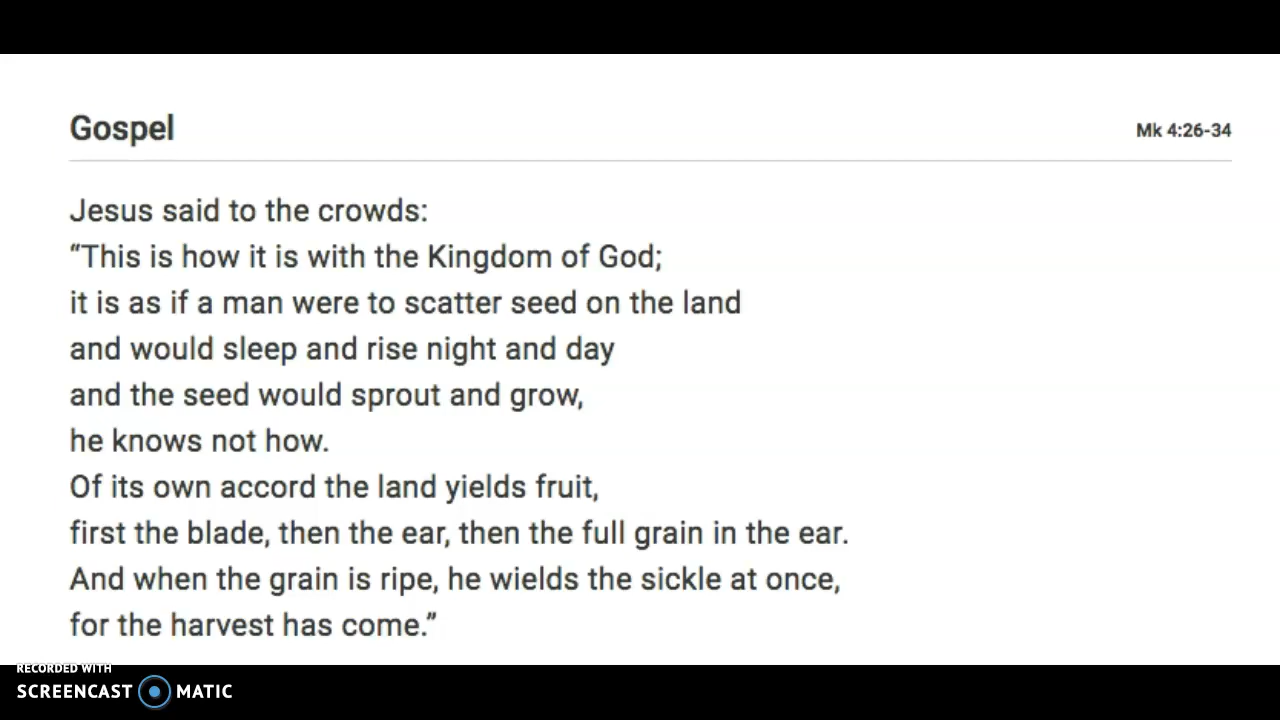 Gospel
Mk 4:26-34
Jesus said to the crowds:
“This is how it is with the Kingdom of God;
it is as if a man were to scatter seed on the land
and would sleep and rise night and day
and the seed would sprout and grow,
he knows not how.
Of its own accord the land yields fruit,
first the blade, then the ear, then the full grain in the ear.
And when the grain is ripe, he wields the sickle at once,
for the harvest has come.”
RECORDED WITH
SCREENCAST MATIC